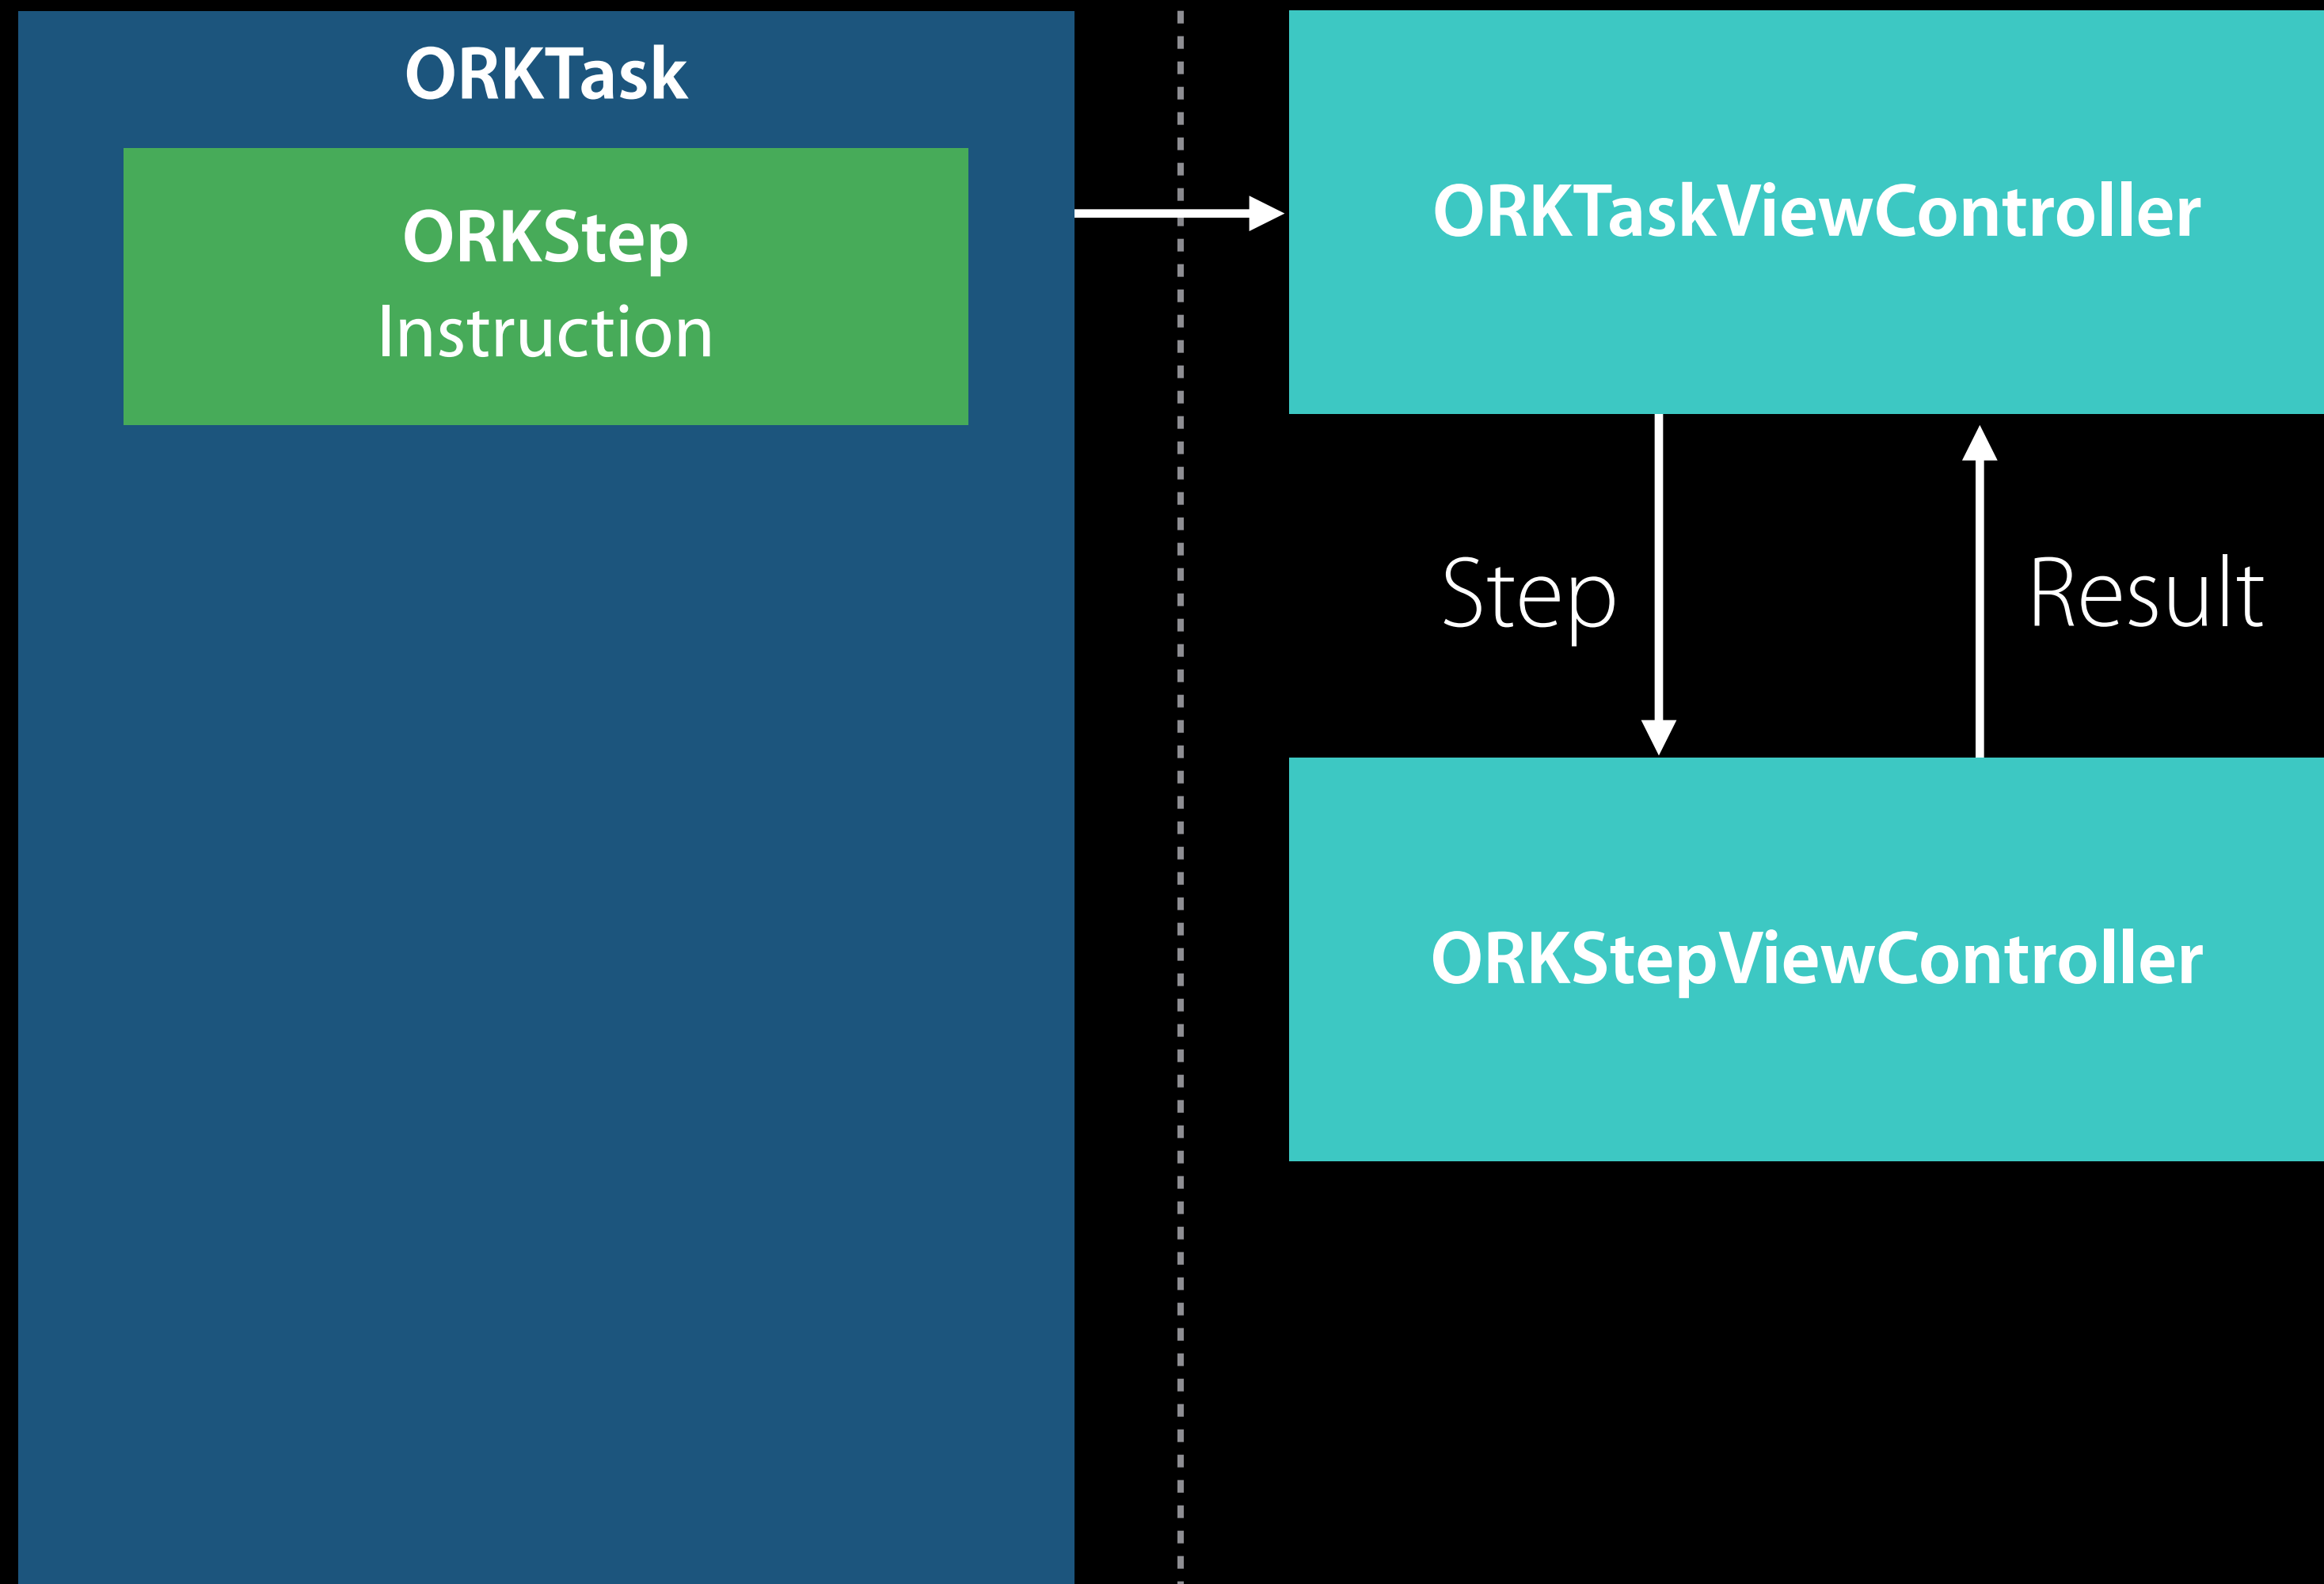 ORKTask
ORKStep
Instruction
ORKTaskViewController
Step
Result
ORKStepViewController